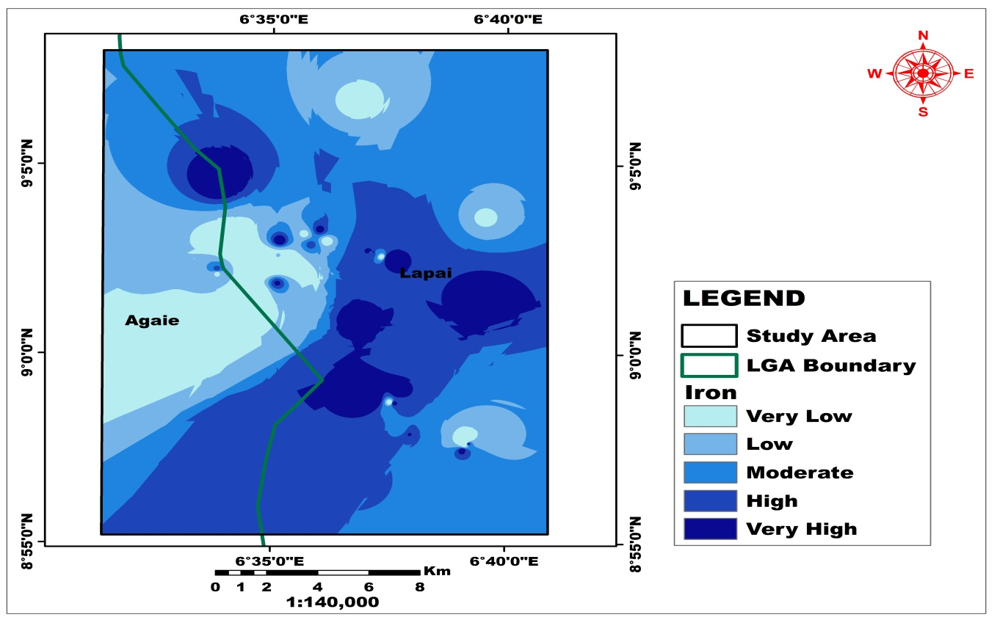 6°35'0"E 6°40'0"E
N
W E
S
9°5'0"N 9°5'0"N
Lapai
Agaie
9°0'0"N 9°0'0"N
LEGEND
Study Area
LGA Boundary
Iron
Very Low
Low
Moderate
High
Very High
8°55'0"N 8°55'0"N
6°35'0"E 6°40'0"E
Km
0 1 2 4 6 8
1:140,000